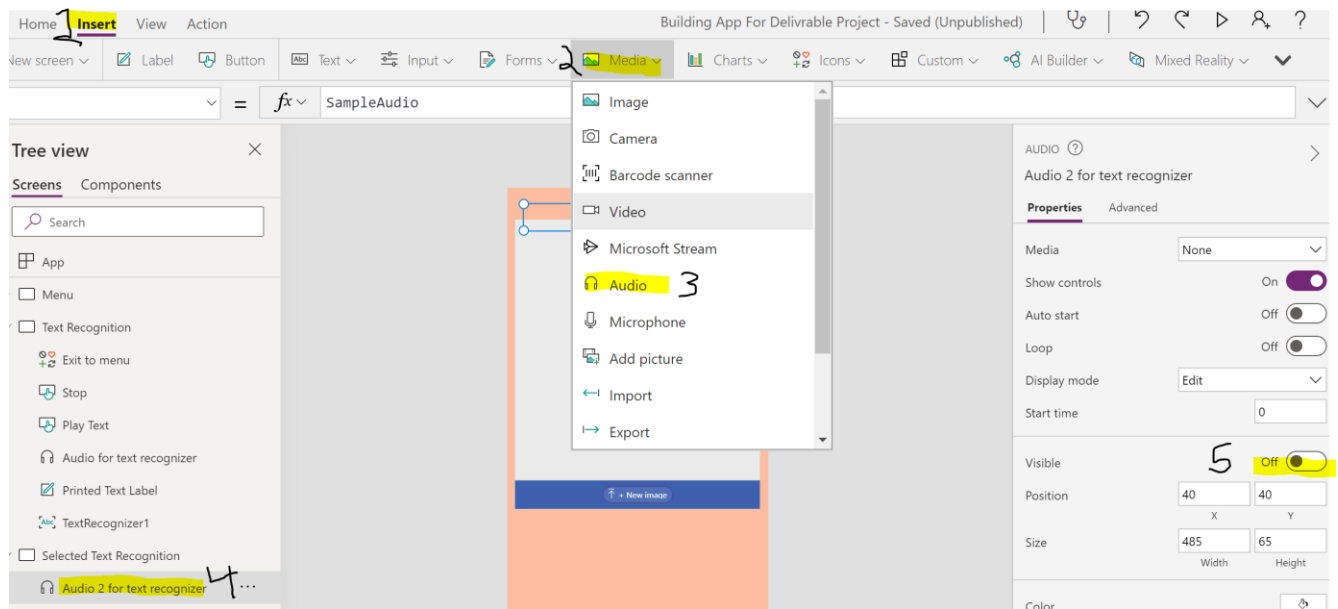 1
Home Insert View Action Building App For Delivrable Project - Saved (Unpublished) ?
New screen Label Button Abc Text Input Forms 2 Media Charts Icons Custom AI Builder Mixed Reality
= fx SampleAudio
Tree view
Screens Components
Search
App
Menu
Text Recognition
Exit to menu
Stop
Play Text
Audio for text recognizer
Printed Text Label
Abc TextRecognizer1
Selected Text Recognition
Audio 2 for text recognizer 4 ...
Image
Camera
Barcode scanner
Video
Microsoft Stream
Audio 3
Microphone
Add picture
Import
Export
+ New image
AUDIO ?
Audio 2 for text recognizer
Properties Advanced
Media None
Show controls On
Auto start Off
Loop Off
Display mode Edit
Start time 0
Visible 5 Off
Position 40 40
X Y
Size 485 65
Width Height
Color